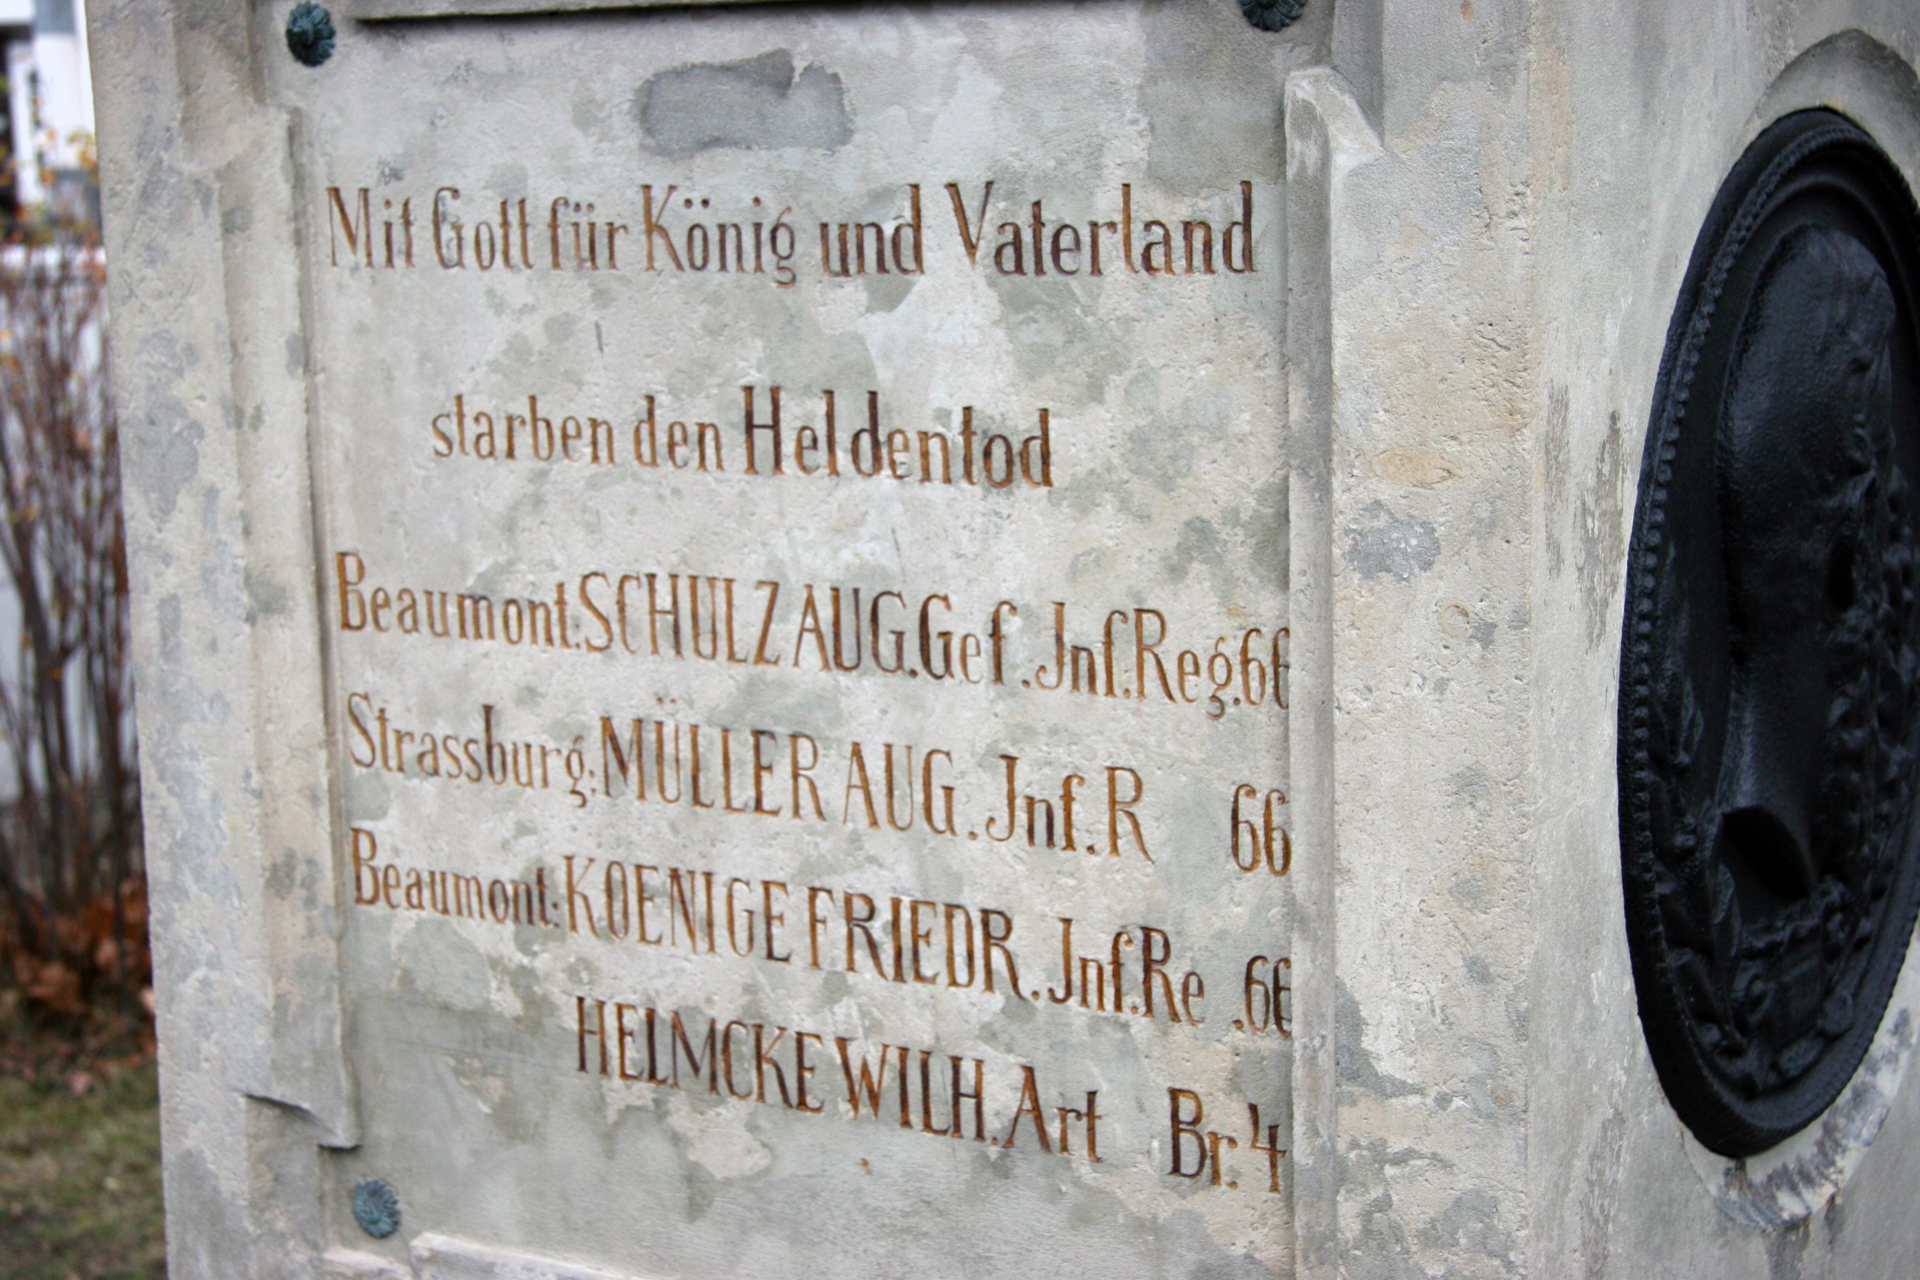 Mit Gott für König und Vaterland
starben den Heldentod
Beaumont:SCHULZ AUG.Gef.Jnf.Reg.66
Strassburg:MÜLLER AUG.Jnf.R 66
Beaumont:KOENIGE FRIEDR.Jnf.Re .66
HELMCKE WILH.Art Br.4